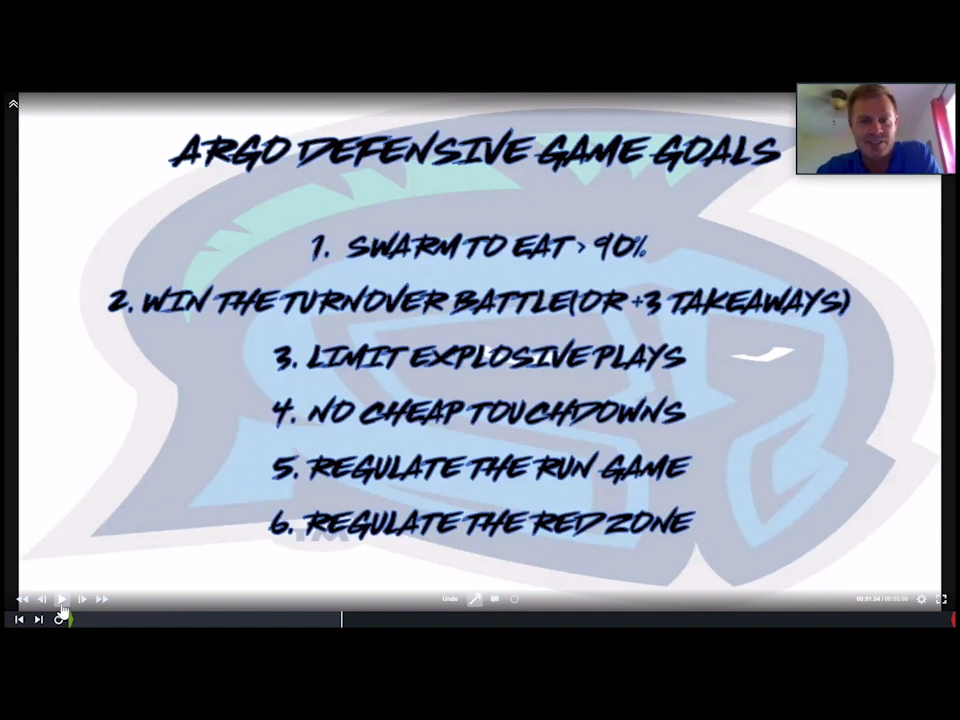 ARGO DEFENSIVE GAME GOALS
1. SWARM TO EAT > 90%
2. WIN THE TURNOVER BATTLE(OR +3 TAKEAWAYS)
3. LIMIT EXPLOSIVE PLAYS
4. NO CHEAP TOUCHDOWNS
5. REGULATE THE RUN GAME
6. REGULATE THE RED ZONE
TM
Undo